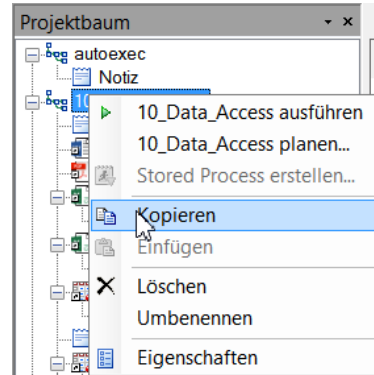 Projektbaum
autoexec
Notiz
10
10_Data_Access ausführen
10_Data_Access planen...
Stored Process erstellen...
Kopieren
Einfügen
Löschen
Umbenennen
Eigenschaften